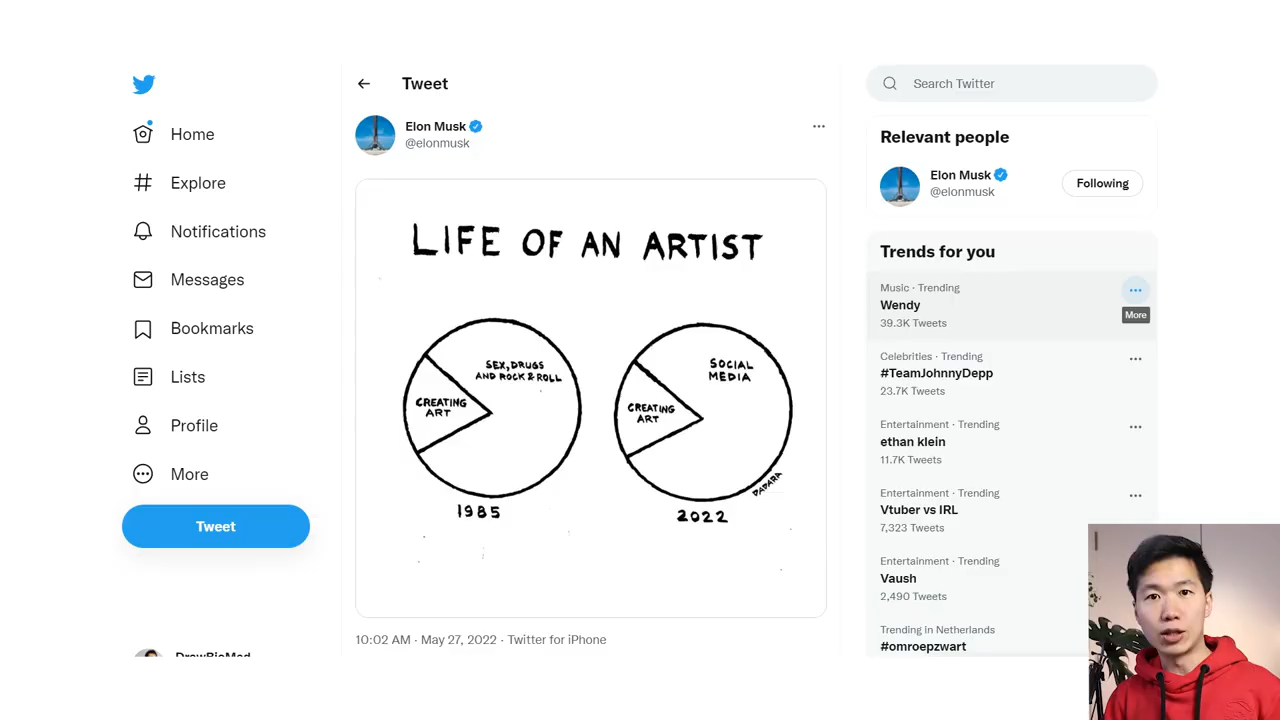 Home
Explore
Notifications
Messages
Bookmarks
Lists
Profile
More
Tweet
Tweet
Elon Musk
@elonmusk
LIFE OF AN ARTIST
SEX, DRUGS
AND ROCK & ROLL
CREATING
ART
1985
SOCIAL
MEDIA
CREATING
ART
DADARA
2022
10:02 AM · May 27, 2022 · Twitter for iPhone
Search Twitter
Relevant people
Elon Musk
@elonmusk
Following
Trends for you
Music · Trending
Wendy
39.3K Tweets
More
Celebrities · Trending
#TeamJohnnyDepp
23.7K Tweets
Entertainment · Trending
ethan klein
11.7K Tweets
Entertainment · Trending
Vtuber vs IRL
7,323 Tweets
Entertainment · Trending
Vaush
2,490 Tweets
Trending in Netherlands
#omroepzwart